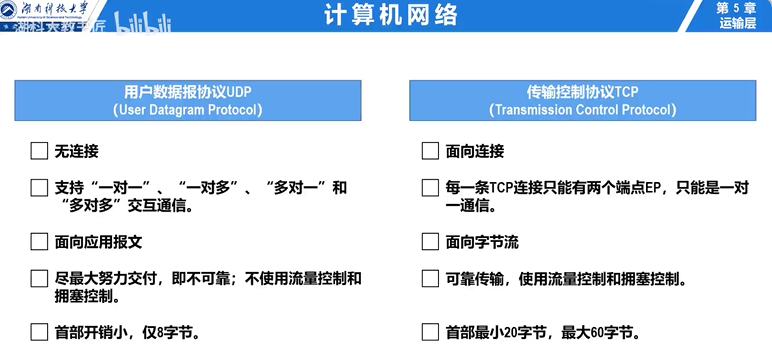 湖南科技大学
湖科大教书匠 bilibili
计算机网络
第 5 章
运输层
用户数据报协议UDP
（User Datagram Protocol）
无连接
支持“一对一”、“一对多”、“多对一”和
“多对多”交互通信。
面向应用报文
尽最大努力交付，即不可靠；不使用流量控制和
拥塞控制。
首部开销小，仅8字节。
传输控制协议TCP
（Transmission Control Protocol）
面向连接
每一条TCP连接只能有两个端点EP，只能是一对
一通信。
面向字节流
可靠传输，使用流量控制和拥塞控制。
首部最小20字节，最大60字节。